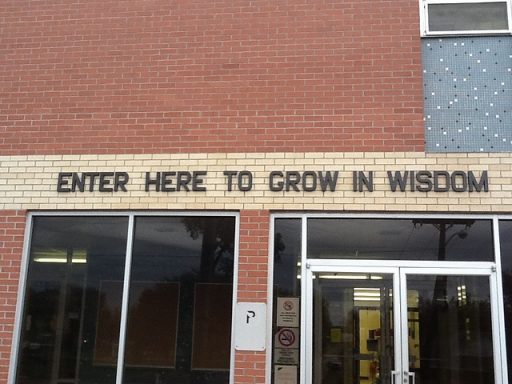 ENTER HERE TO GROW IN WISDOM